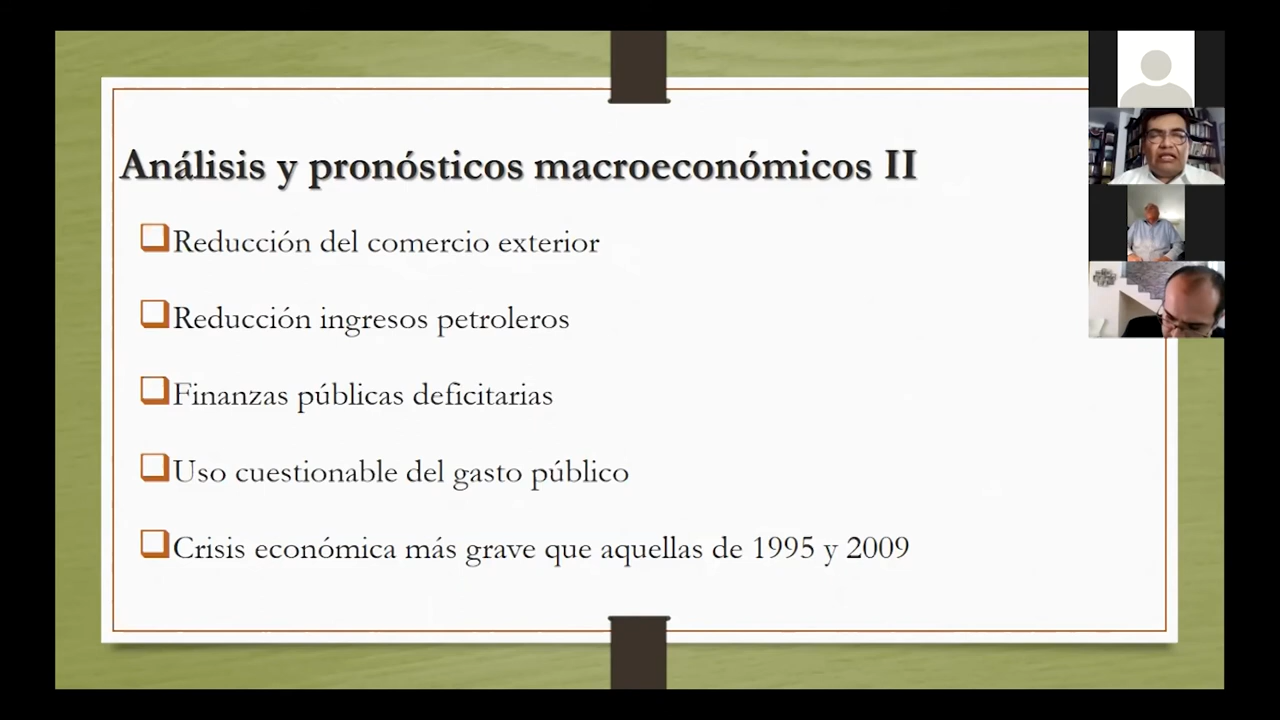 Análisis y pronósticos macroeconómicos II
Reducción del comercio exterior
Reducción ingresos petroleros
Finanzas públicas deficitarias
Uso cuestionable del gasto público
Crisis económica más grave que aquellas de 1995 y 2009